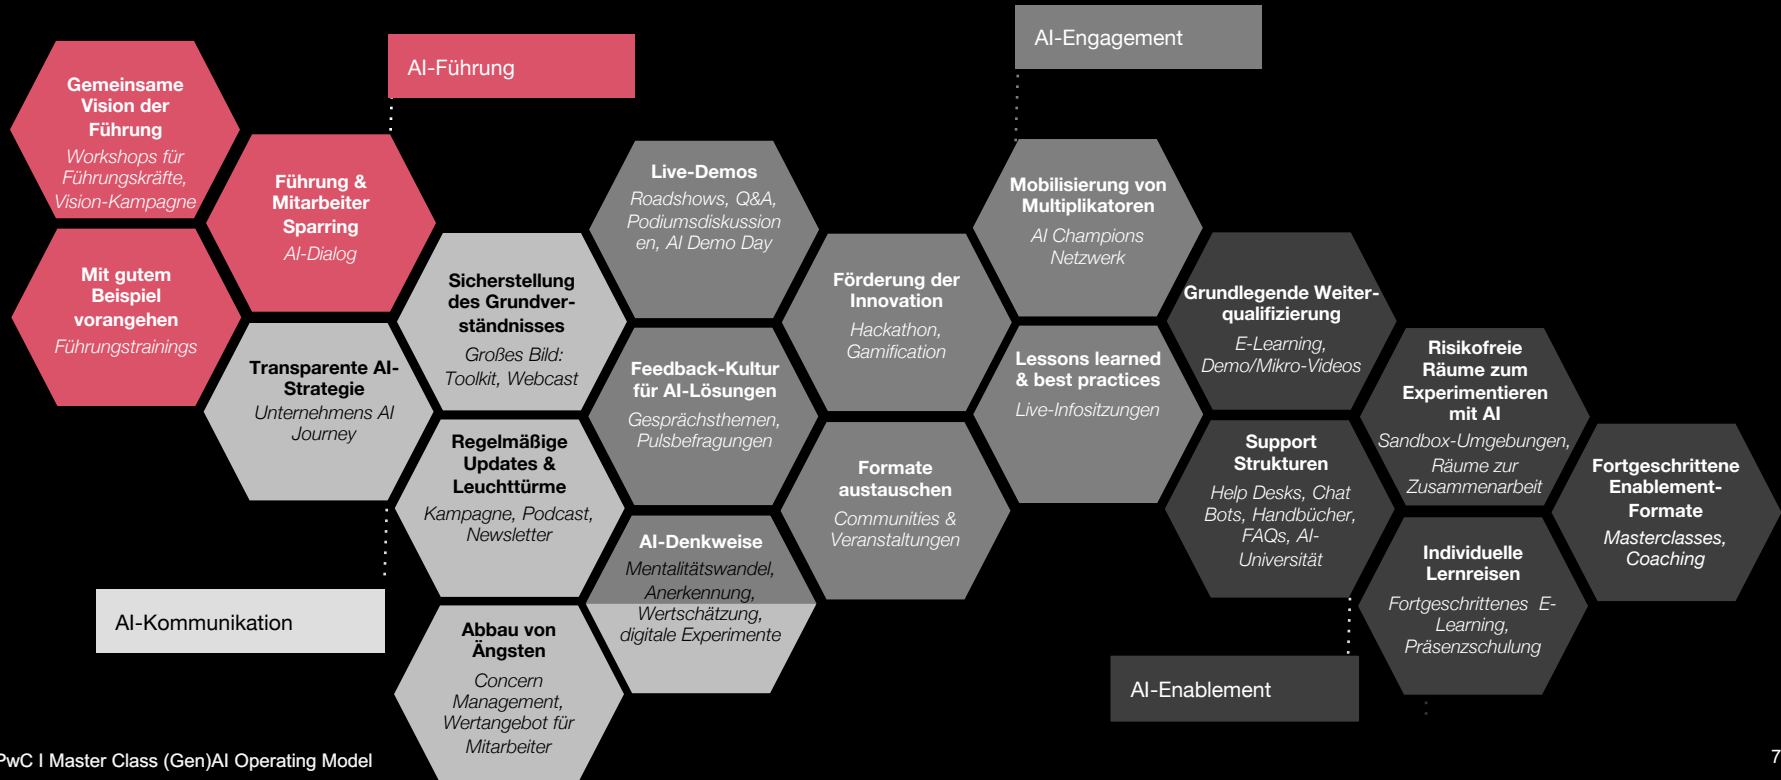 AI-Führung
AI-Engagement
Gemeinsame
Vision der
Führung
Workshops für
Führungskräfte,
Vision-Kampagne
Mit gutem
Beispiel
vorangehen
Führungstrainings
Führung &
Mitarbeiter
Sparring
AI-Dialog
Transparente AI-
Strategie
Unternehmens AI
Journey
Sicherstellung
des Grundver-
ständnisses
Großes Bild:
Toolkit, Webcast
Regelmäßige
Updates &
Leuchttürme
Kampagne, Podcast,
Newsletter
Abbau von
Ängsten
Concern
Management,
Wertangebot für
Mitarbeiter
Live-Demos
Roadshows, Q&A,
Podiumsdiskussion
en, AI Demo Day
Feedback-Kultur
für AI-Lösungen
Gesprächsthemen,
Pulsbefragungen
AI-Denkweise
Mentalitätswandel,
Anerkennung,
Wertschätzung,
digitale Experimente
Förderung der
Innovation
Hackathon,
Gamification
Formate
austauschen
Communities &
Veranstaltungen
Mobilisierung von
Multiplikatoren
AI Champions
Netzwerk
Lessons learned
& best practices
Live-Infositzungen
Grundlegende Weiter-
qualifizierung
E-Learning,
Demo/Mikro-Videos
Support
Strukturen
Help Desks, Chat
Bots, Handbücher,
FAQs, AI-
Universität
Risikofreie
Räume zum
Experimentieren
mit AI
Sandbox-Umgebungen,
Räume zur
Zusammenarbeit
Individuelle
Lernreisen
Fortgeschrittenes E-
Learning,
Präsenzschulung
Fortgeschrittene
Enablement-
Formate
Masterclasses,
Coaching
AI-Kommunikation
AI-Enablement
PwC I Master Class (Gen)AI Operating Model
7